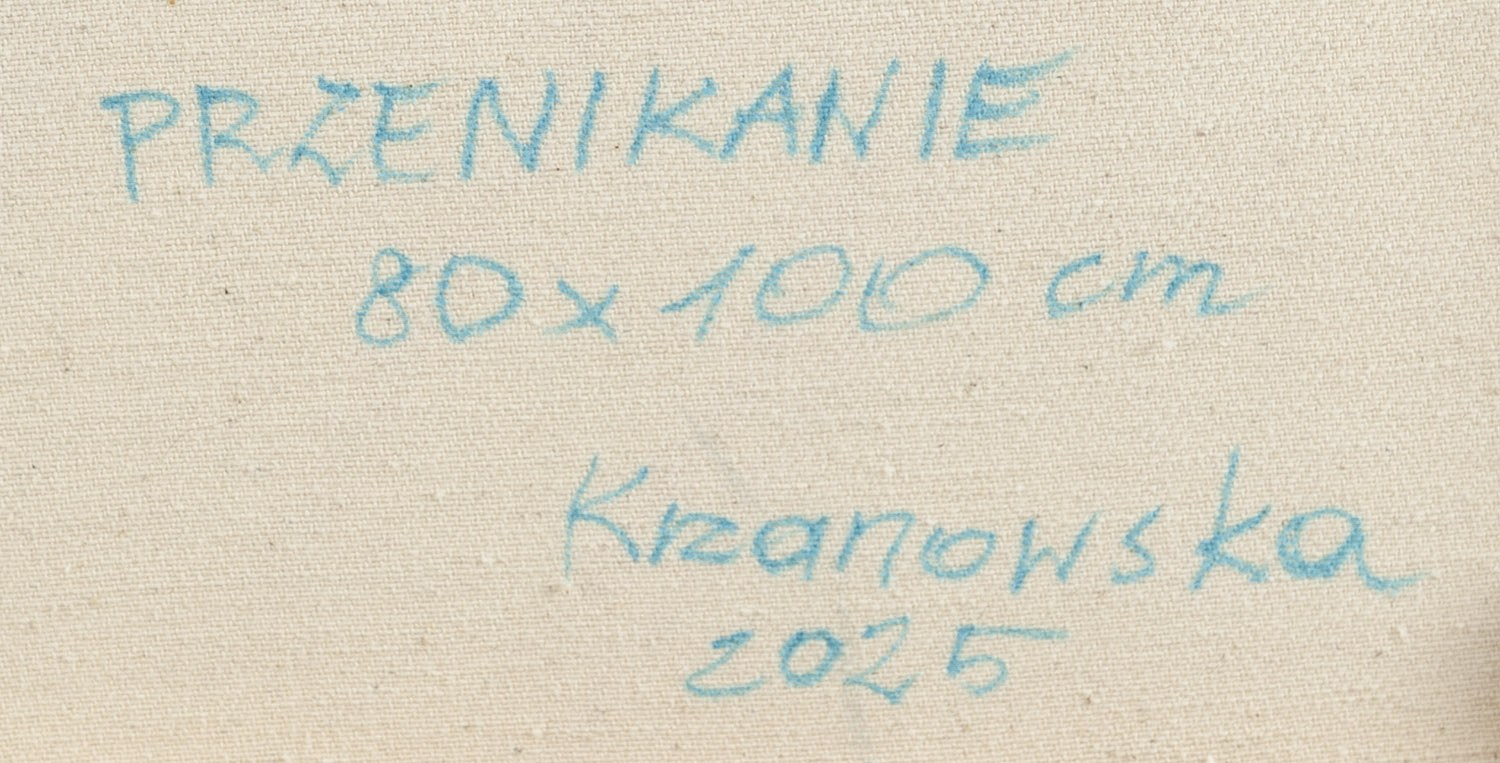 PRZENIKANIE
80 x 100 cm
Krzanowska
2025